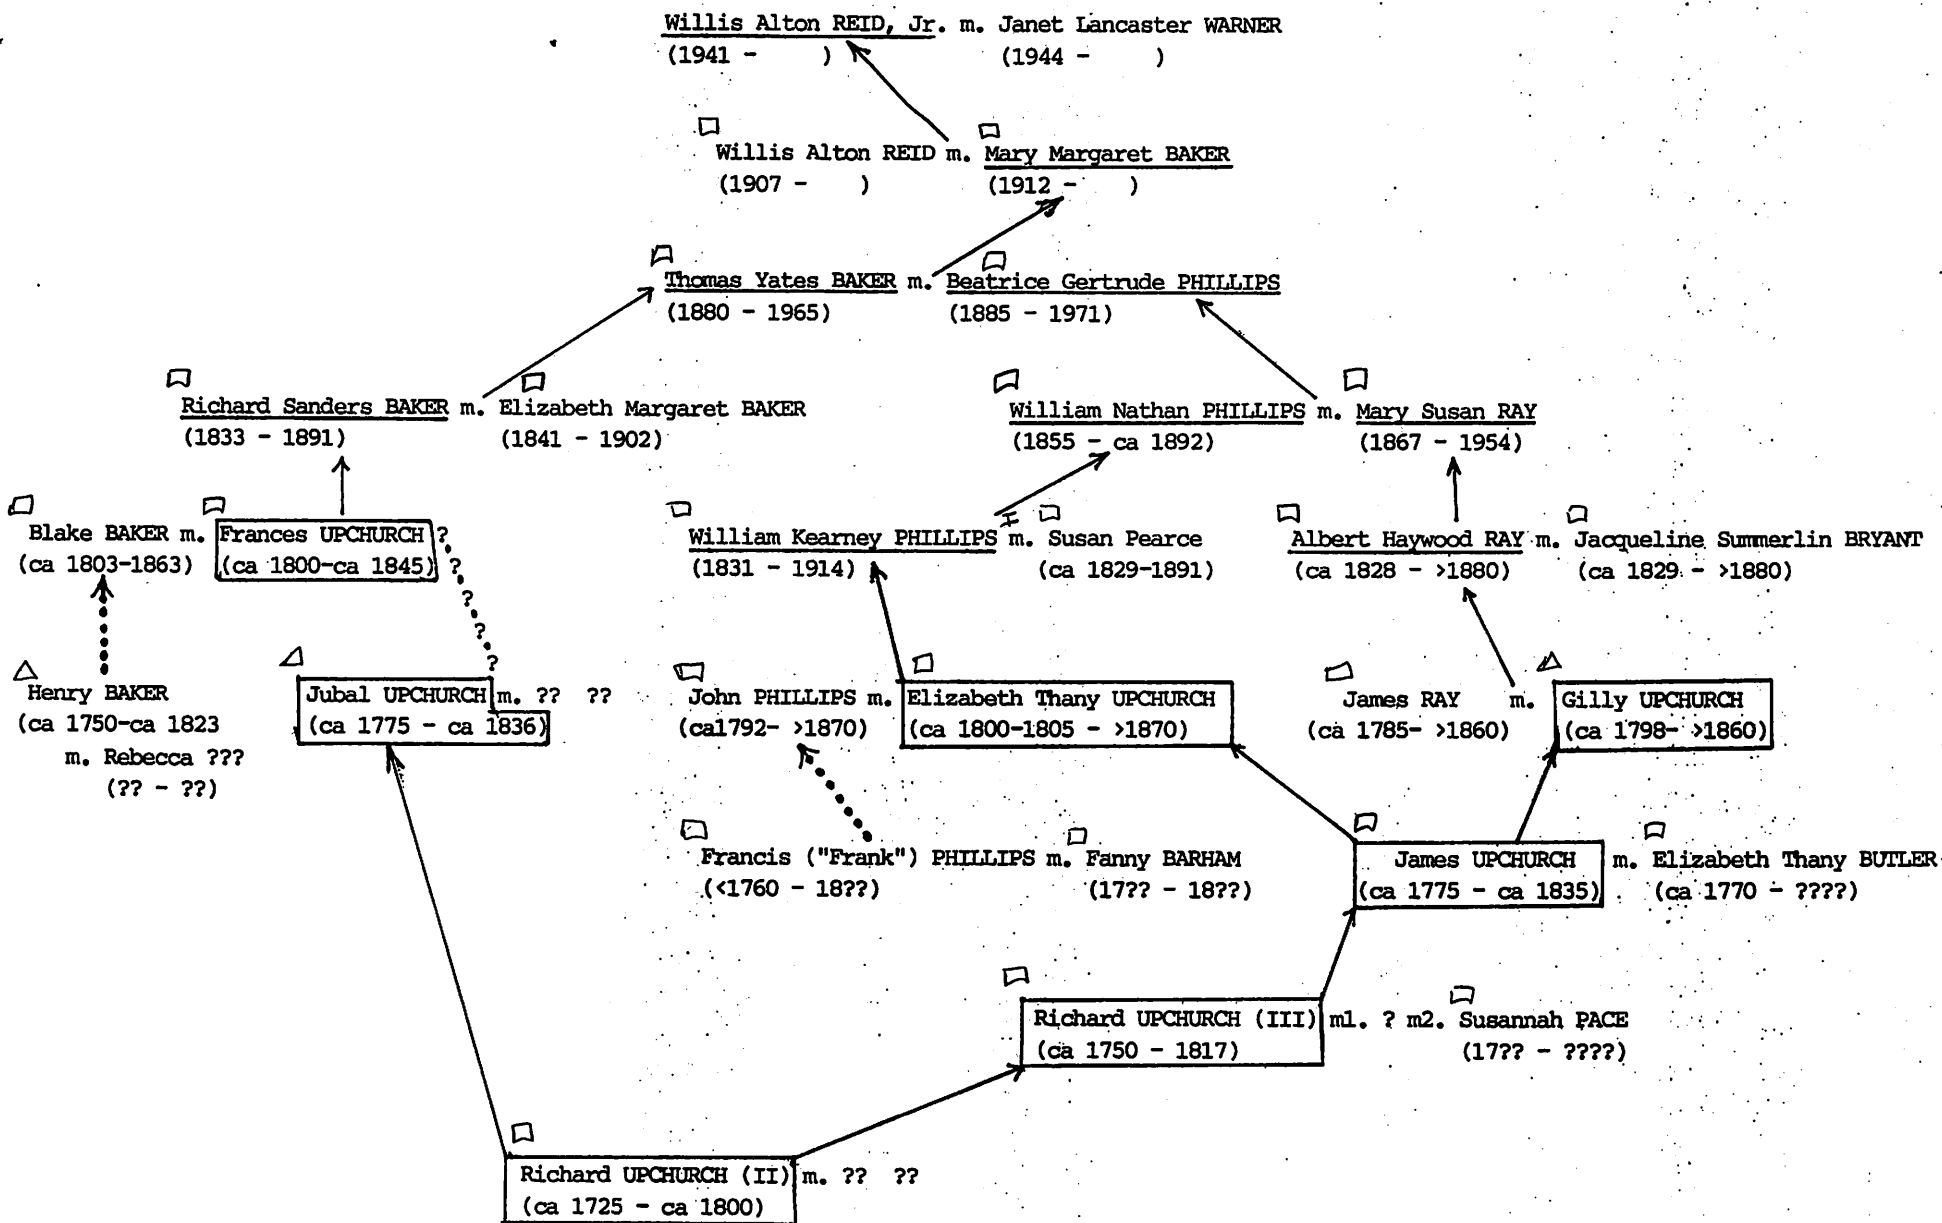 Willis Alton REID, Jr. m. Janet Lancaster WARNER
(1941 - ) (1944 - )
Willis Alton REID m. Mary Margaret BAKER
(1907 - ) (1912 - )
Thomas Yates BAKER m. Beatrice Gertrude PHILLIPS
(1880 - 1965) (1885 - 1971)
Richard Sanders BAKER m. Elizabeth Margaret BAKER
(1833 - 1891) (1841 - 1902)
William Nathan PHILLIPS m. Mary Susan RAY
(1855 - ca 1892) (1867 - 1954)
Blake BAKER m. Frances UPCHURCH ?
(ca 1803-1863) (ca 1800-ca 1845) ?
?
?
?
William Kearney PHILLIPS m. Susan Pearce
(1831 - 1914) (ca 1829-1891)
Albert Haywood RAY m. Jacqueline Summerlin BRYANT
(ca 1828 - >1880) (ca 1829 - >1880)
Henry BAKER
(ca 1750-ca 1823
m. Rebecca ???
(?? - ??)
Jubal UPCHURCH m. ?? ??
(ca 1775 - ca 1836)
John PHILLIPS m. Elizabeth Thany UPCHURCH
(ca1792- >1870) (ca 1800-1805 - >1870)
James RAY m. Gilly UPCHURCH
(ca 1785- >1860) (ca 1798- >1860)
Francis ("Frank") PHILLIPS m. Fanny BARHAM
(<1760 - 18??) (17?? - 18??)
James UPCHURCH m. Elizabeth Thany BUTLER
(ca 1775 - ca 1835) (ca 1770 - ????)
Richard UPCHURCH (III) m1. ? m2. Susannah PACE
(ca 1750 - 1817) (17?? - ????)
Richard UPCHURCH (II) m. ?? ??
(ca 1725 - ca 1800)